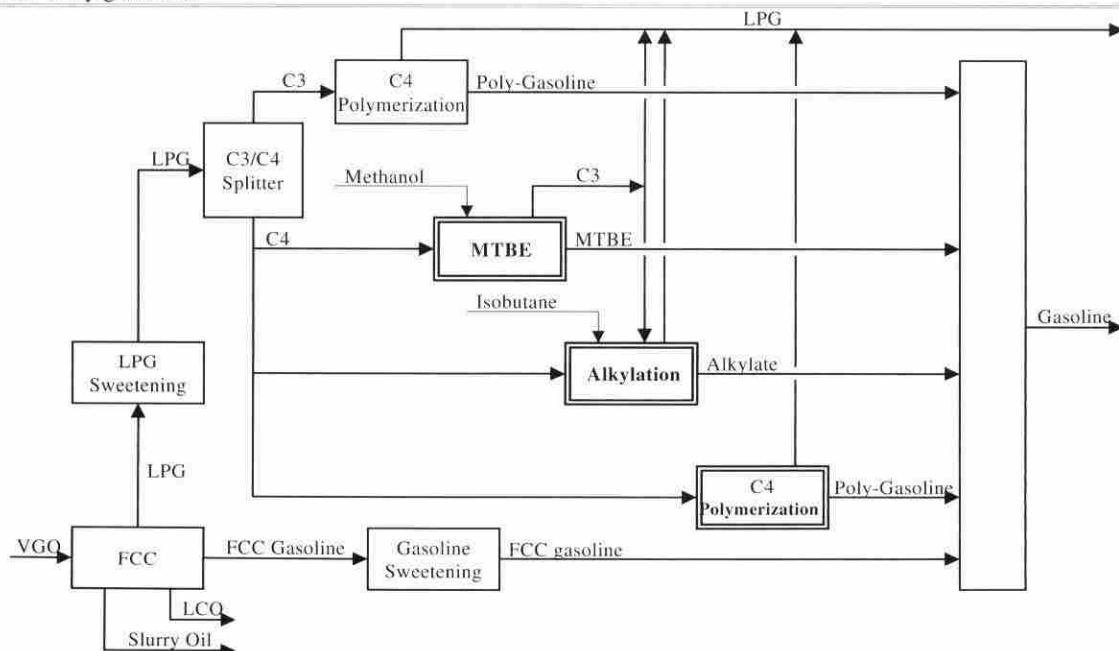 LPG
C3
C4
Polymerization
Poly-Gasoline
LPG
C3/C4
Splitter
Methanol
C3
C4
MTBE
MTBE
Isobutane
Gasoline
LPG
Sweetening
Alkylation
Alkylate
LPG
C4
Polymerization
Poly-Gasoline
VGO
FCC
FCC Gasoline
Gasoline
Sweetening
FCC gasoline
LCO
Slurry Oil